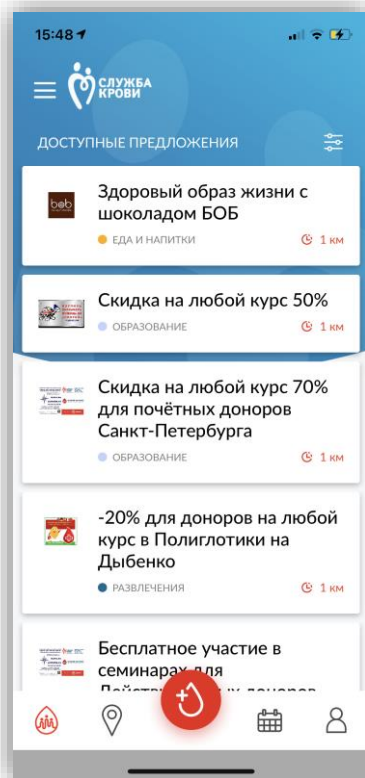 15:48
СЛУЖБА
КРОВИ
ДОСТУПНЫЕ ПРЕДЛОЖЕНИЯ
bob
Здоровый образ жизни с
шоколадом БОБ
ЕДА И НАПИТКИ
1 км
Скидка на любой курс 50%
ОБРАЗОВАНИЕ
1 км
Скидка на любой курс 70%
для почётных доноров
Санкт-Петербурга
ОБРАЗОВАНИЕ
1 км
-20% для доноров на любой
курс в Полиглотики на
Дыбенко
РАЗВЛЕЧЕНИЯ
1 км
Бесплатное участие в
семинарах для